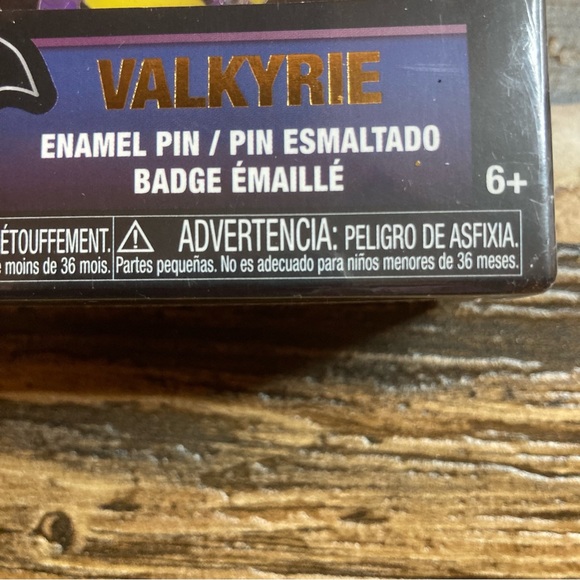 VALKYRIE
ENAMEL PIN / PIN ESMALTADO
BADGE ÉMAILLÉ
6+
ÉTOUFFEMENT.
moins de 36 mois.
⚠ ADVERTENCIA: PELIGRO DE ASFIXIA.
Partes pequeñas. No es adecuado para niños menores de 36 meses.